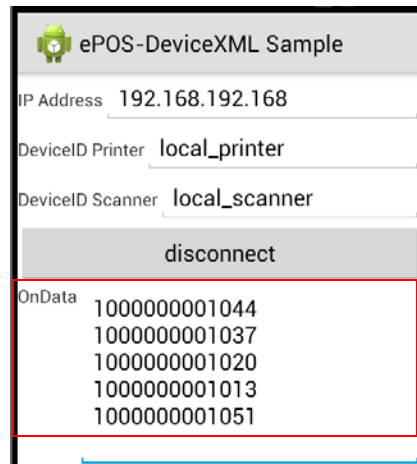 ePOS-DeviceXML Sample
IP Address 192.168.192.168
DeviceID Printer local_printer
DeviceID Scanner local_scanner
disconnect
OnData 1000000001044
1000000001037
1000000001020
1000000001013
1000000001051